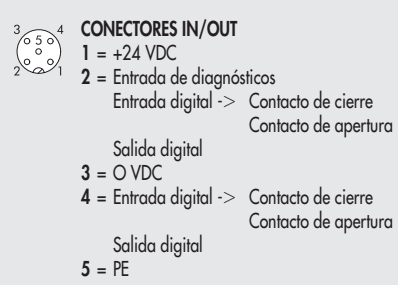 3 4
5
2 1
CONECTORES IN/OUT
1 = +24 VDC
2 = Entrada de diagnósticos
Entrada digital -> Contacto de cierre
Contacto de apertura
Salida digital
3 = O VDC
4 = Entrada digital -> Contacto de cierre
Contacto de apertura
Salida digital
5 = PE